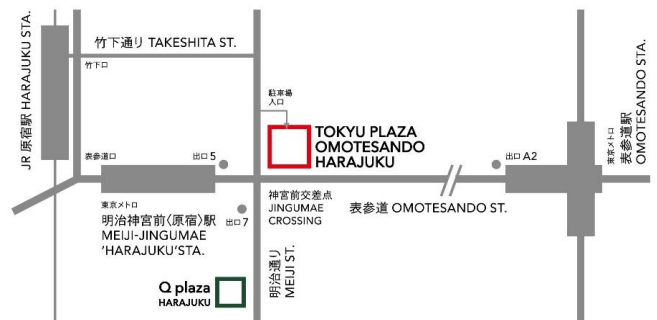 JR 原宿駅 HARAJUKU STA.
竹下通り TAKESHITA ST.
竹下口
駐車場
入口
TOKYU PLAZA
OMOTESANDO
HARAJUKU
東京メトロ
表参道駅
OMOTESANDO STA.
表参道口
出口 5
出口 A2
東京メトロ
明治神宮前〈原宿〉駅
MEIJI-JINGUMAE
'HARAJUKU'STA.
出口 7
神宮前交差点
JINGUMAE
CROSSING
表参道 OMOTESANDO ST.
明治通り
MEIJI ST.
Q plaza
HARAJUKU